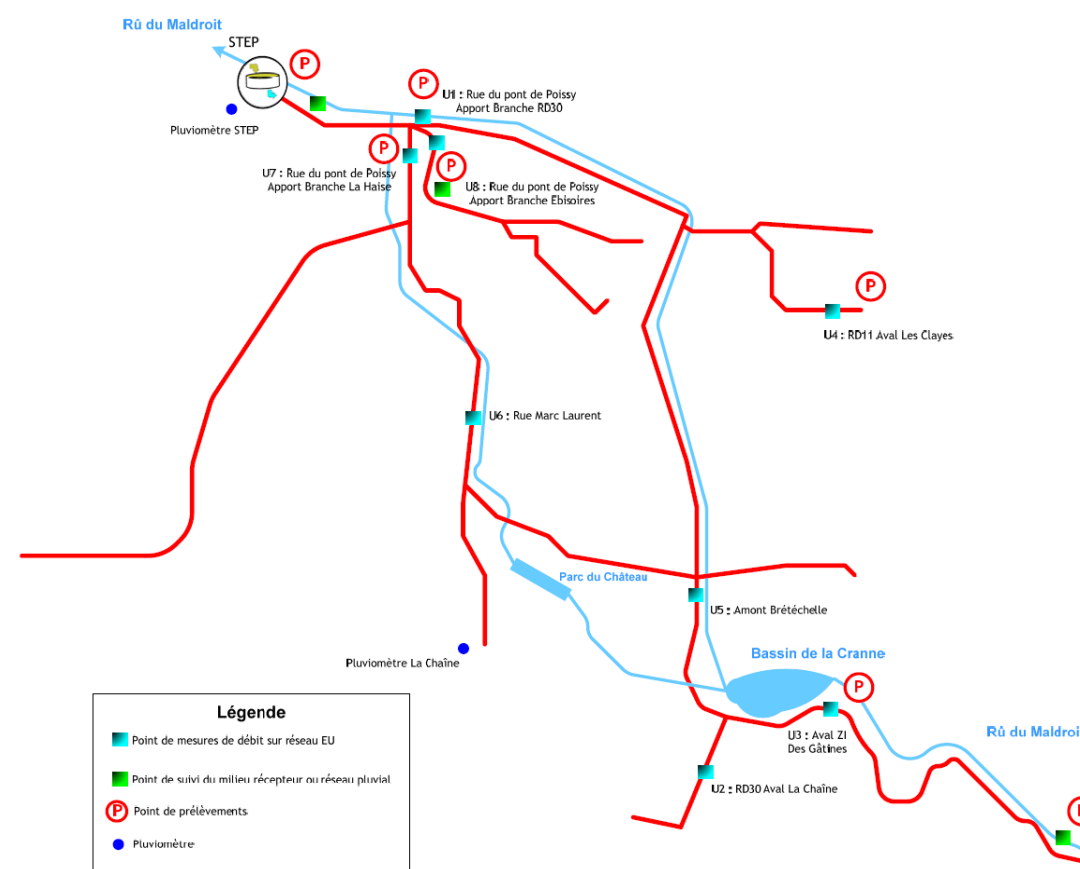 Rû du Maldroit
STEP
P
P
U1 : Rue du pont de Poissy
Apport Branche RD30
Pluviomètre STEP
P
P
U7 : Rue du pont de Poissy
Apport Branche La Haise
U8 : Rue du pont de Poissy
Apport Branche Ebisoires
P
U4 : RD11 Aval Les Clayes
U6 : Rue Marc Laurent
Parc du Château
U5 : Amont Brétéchelle
Pluviomètre La Chaîne
Bassin de la Cranne
P
U3 : Aval ZI
Des Gâtines
Rû du Maldroi
U2 : RD30 Aval La Chaîne
P
Légende
Point de mesures de débit sur réseau EU
Point de suivi du milieu récepteur ou réseau pluvial
P Point de prélèvements
Pluviomètre